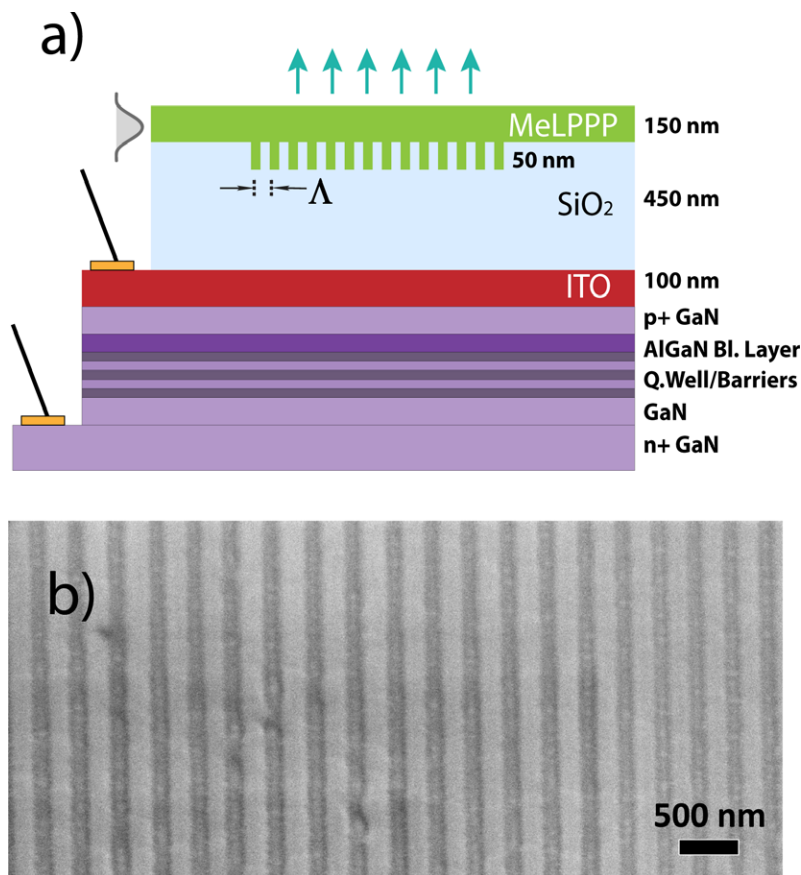 a)
MeLPPP
150 nm
50 nm
Λ
SiO₂
450 nm
ITO
100 nm
p+ GaN
AlGaN Bl. Layer
Q.Well/Barriers
GaN
n+ GaN
b)
500 nm